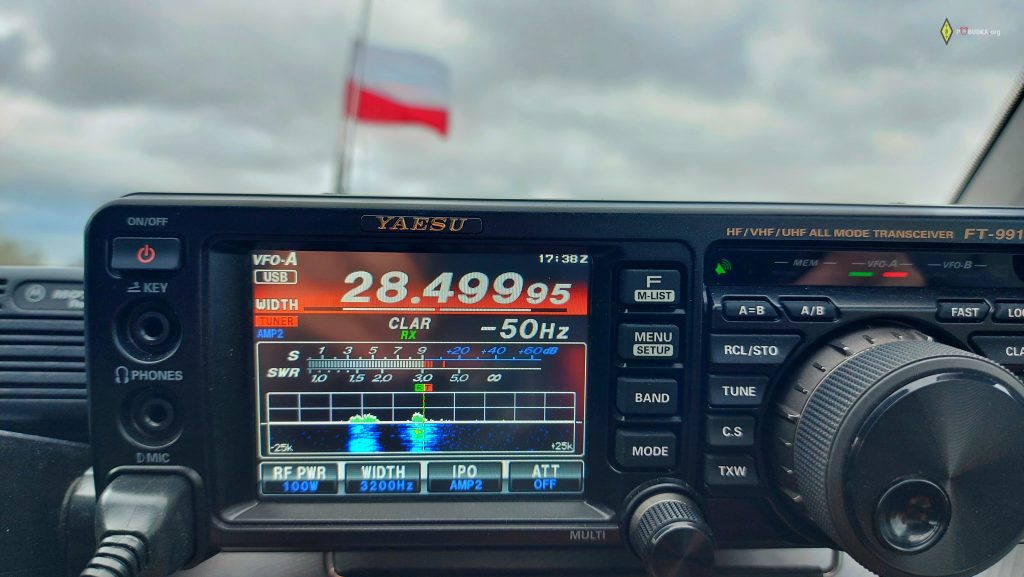 ON/OFF
YAESU
HF/VHF/UHF ALL MODE TRANSCEIVER FT-991
KEY
PHONES
MIC
VFO-A 17:38Z
USB
28.49995
WIDTH
TUNER
AMP2
CLAR
RX
-50Hz
S 1 3 5 7 9 +20 +40 +60dB
SWR 1.0 1.5 2.0 3.0 5.0 ∞
-25k +25k
RF PWR WIDTH IPO ATT
100W 3200Hz AMP2 OFF
F
M-LIST
MENU
SETUP
BAND
MODE
MULTI
MEM VFO-A VFO-B
A=B A/B FAST
RCL/STO
TUNE
C.S
TXW